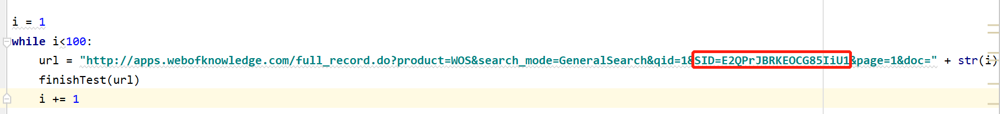 i = 1
while i<100:
url = "http://apps.webofknowledge.com/full_record.do?product=WOS&search_mode=GeneralSearch&qid=1&SID=E2QPrJBRKEOCG85IiU1&page=1&doc=" + str(i)
finishTest(url)
i += 1